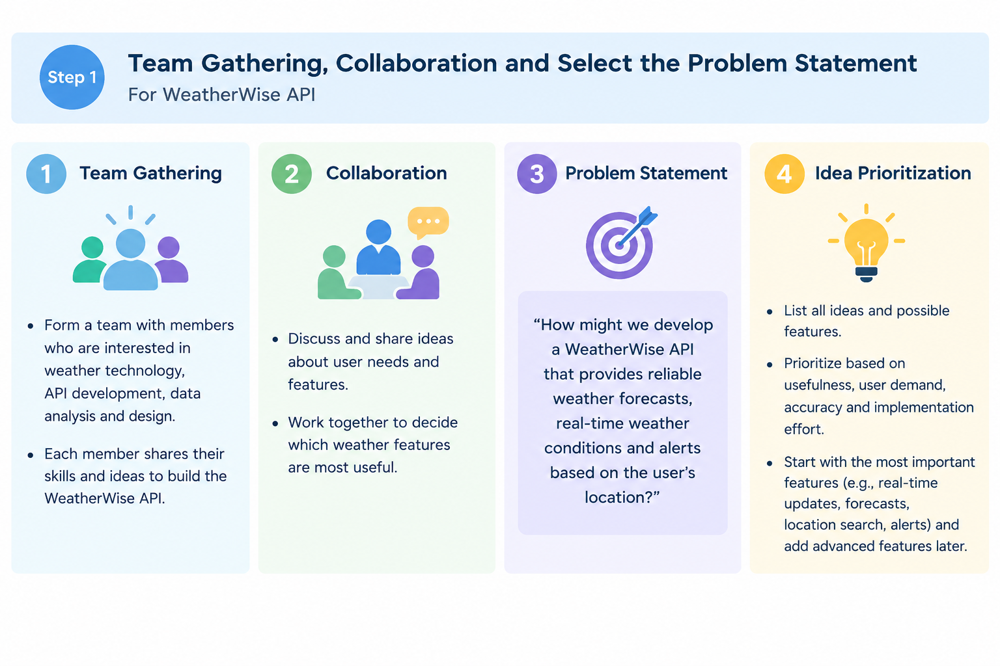 Step 1
Team Gathering, Collaboration and Select the Problem Statement
For WeatherWise API
1 Team Gathering
• Form a team with members
who are interested in
weather technology,
API development, data
analysis and design.
• Each member shares their
skills and ideas to build the
WeatherWise API.
2 Collaboration
• Discuss and share ideas
about user needs and
features.
• Work together to decide
which weather features
are most useful.
3 Problem Statement
“How might we develop
a WeatherWise API
that provides reliable
weather forecasts,
real-time weather
conditions and alerts
based on the user’s
location?”
4 Idea Prioritization
• List all ideas and possible
features.
• Prioritize based on
usefulness, user demand,
accuracy and implementation
effort.
• Start with the most important
features (e.g., real-time
updates, forecasts,
location search, alerts) and
add advanced features later.